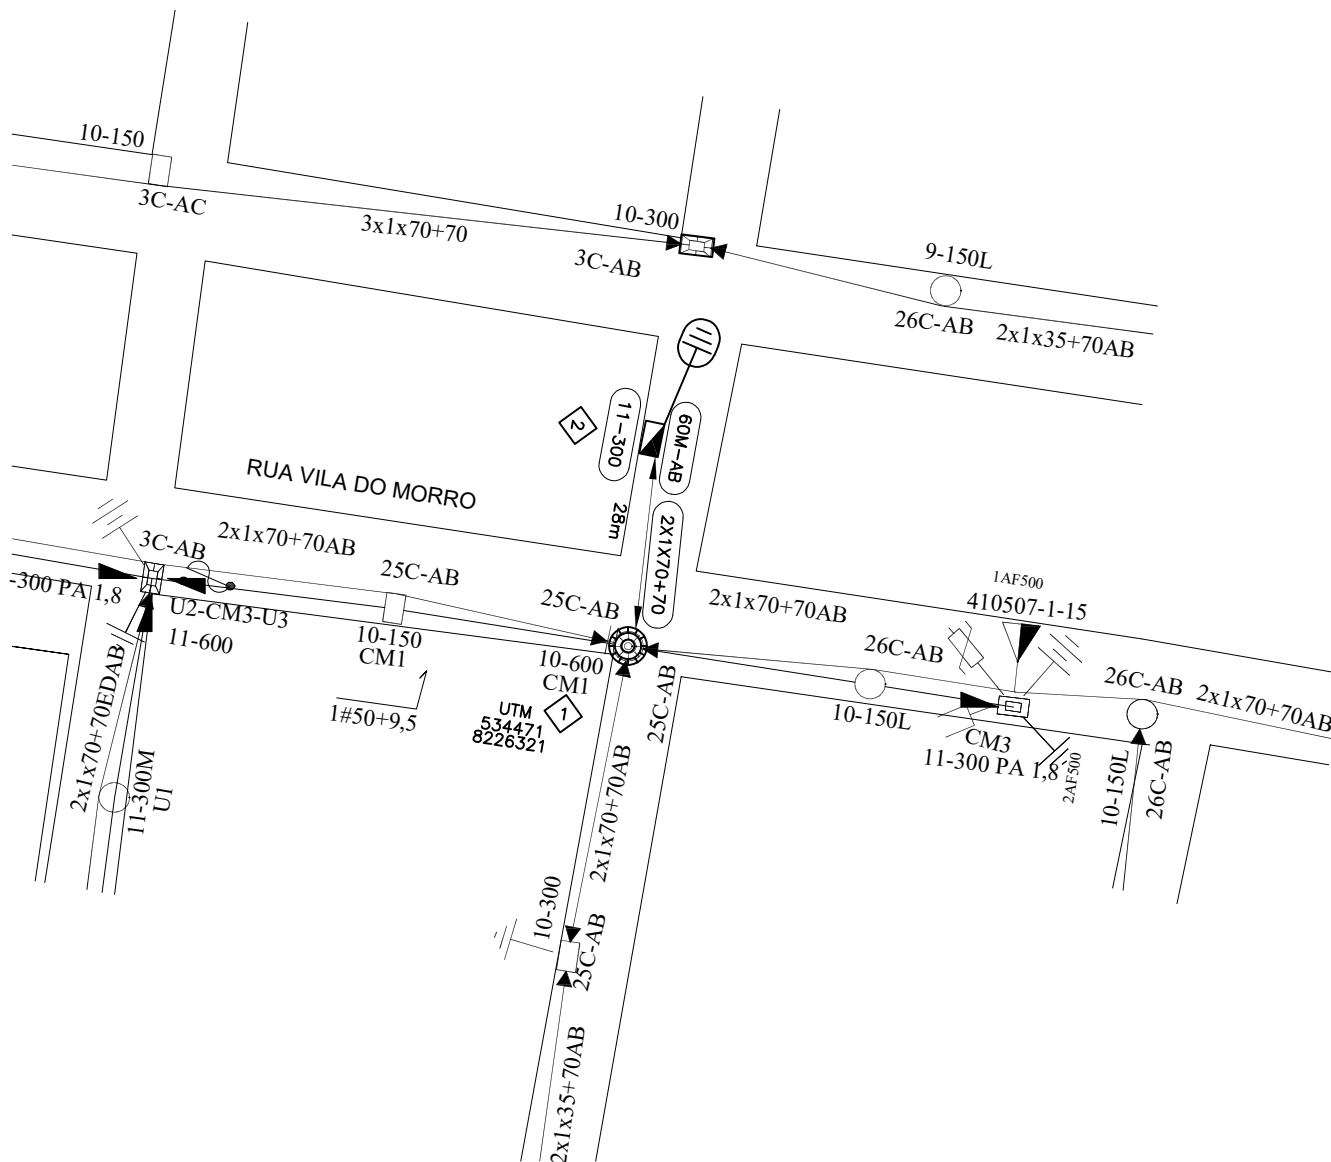 10-150
3C-AC
3x1x70+70
10-300
3C-AB
9-150L
26C-AB
2x1x35+70AB
2
11-300
60M-AB
28m
2X1X70+70
RUA VILA DO MORRO
3C-AB
2x1x70+70AB
25C-AB
-300 PA 1,8
U2-CM3-U3
11-600
10-150
CM1
1#50+9,5
25C-AB
10-600
CM1
UTM
534471
8226321
1
25C-AB
2x1x70+70AB
26C-AB
1AF500
410507-1-15
10-150L
CM3
11-300 PA 1,8
2AF500
26C-AB
2x1x70+70AB
10-150L
26C-AB
2x1x70+70EDAB
11-300M
U1
2x1x70+70AB
10-300
25C-AB
2x1x35+70AB